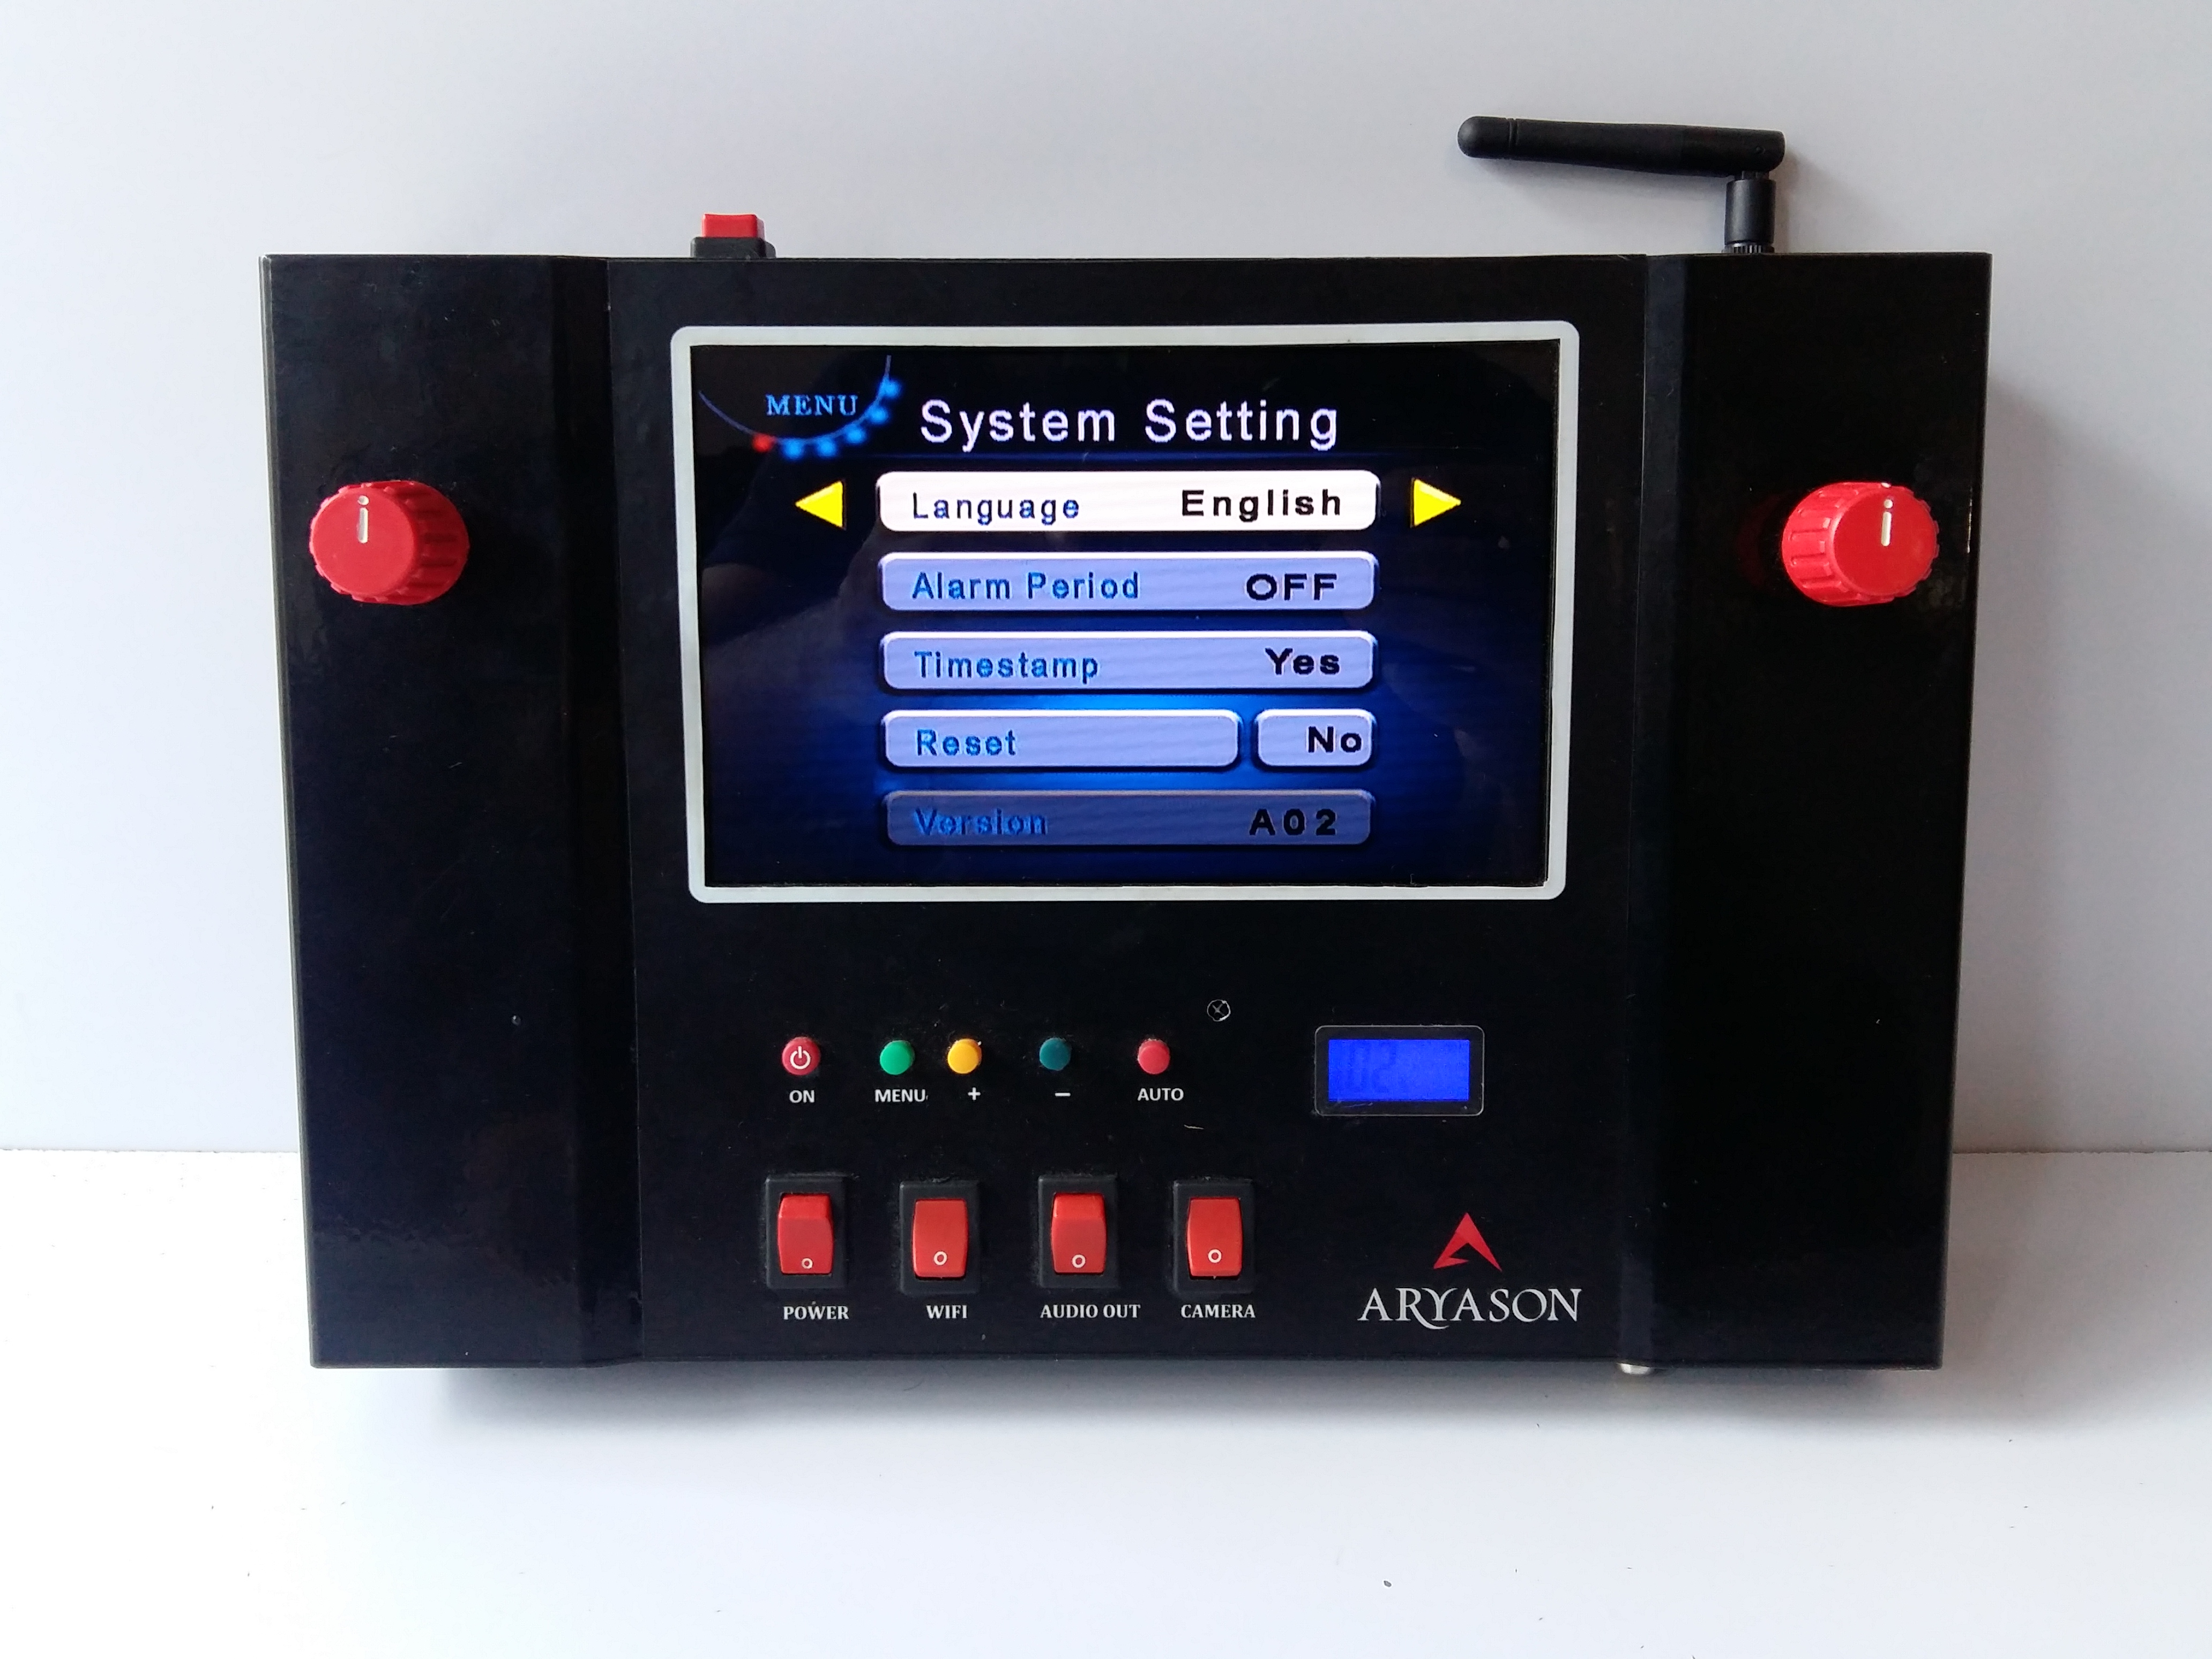 MENU
System Setting
Language English
Alarm Period OFF
Timestamp Yes
Reset No
Version A02
ON MENU + – AUTO
POWER WIFI AUDIO OUT CAMERA
ARYASON